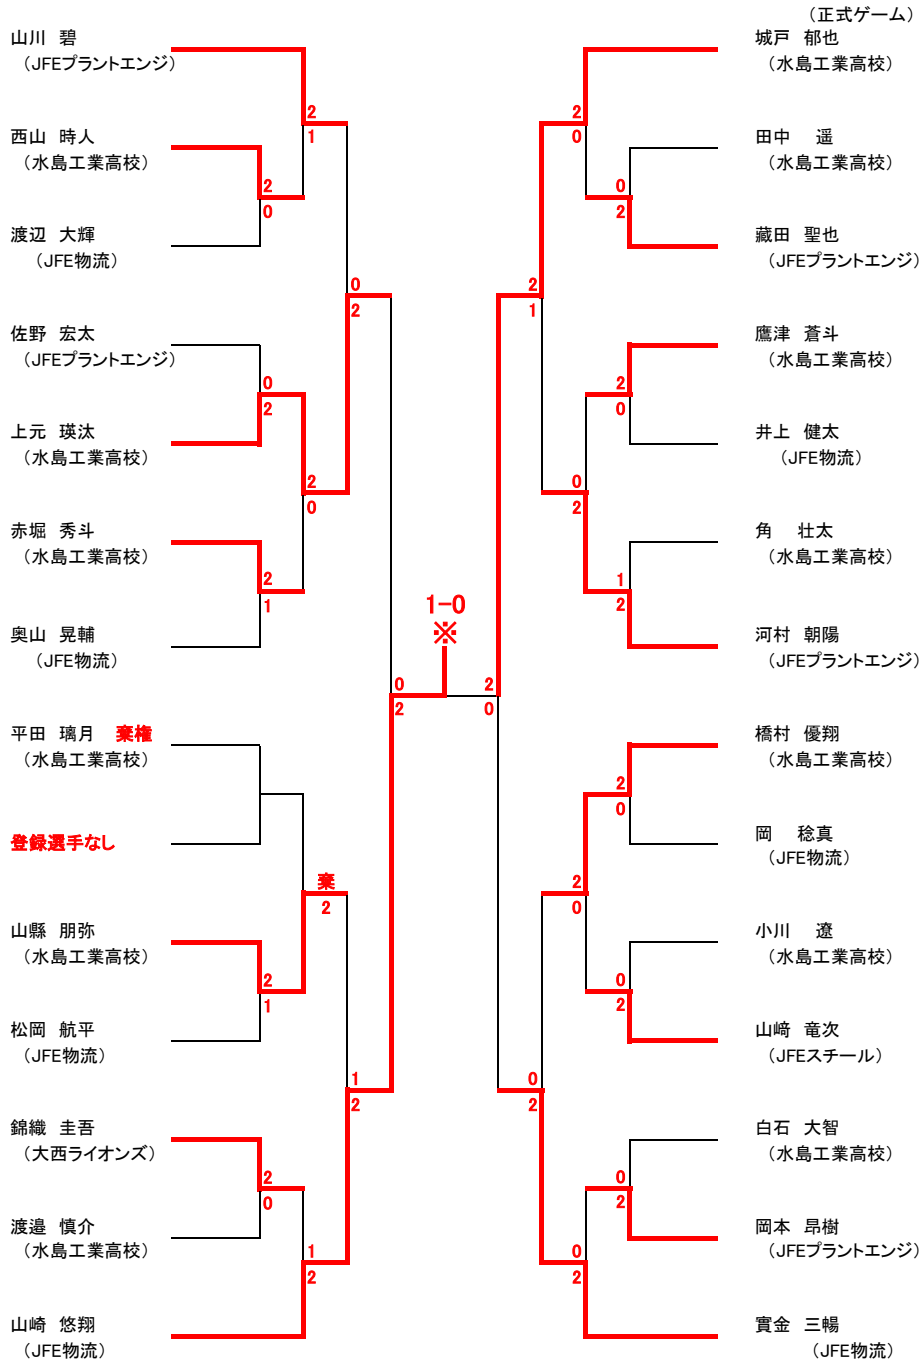 （正式ゲーム）
山川 碧
（JFEプラントエンジ）
2
1
西山 時人
（水島工業高校）
2
0
渡辺 大輝
（JFE物流）
0
2
佐野 宏太
（JFEプラントエンジ）
0
2
上元 瑛汰
（水島工業高校）
2
0
赤堀 秀斗
（水島工業高校）
2
1
奥山 晃輔
（JFE物流）
1-0
※
0
2
平田 璃月 棄権
（水島工業高校）
登録選手なし
棄
2
山縣 朋弥
（水島工業高校）
2
1
松岡 航平
（JFE物流）
1
2
錦織 圭吾
（大西ライオンズ）
2
0
渡邉 慎介
（水島工業高校）
1
2
山崎 悠翔
（JFE物流）
城戸 郁也
（水島工業高校）
2
0
田中 遥
（水島工業高校）
0
2
藏田 聖也
（JFEプラントエンジ）
2
1
鷹津 蒼斗
（水島工業高校）
2
0
井上 健太
（JFE物流）
0
2
角 壮太
（水島工業高校）
1
2
河村 朝陽
（JFEプラントエンジ）
2
0
橋村 優翔
（水島工業高校）
2
0
岡 稔真
（JFE物流）
2
0
小川 遼
（水島工業高校）
0
2
山﨑 竜次
（JFEスチール）
0
2
白石 大智
（水島工業高校）
0
2
岡本 昂樹
（JFEプラントエンジ）
0
2
實金 三暢
（JFE物流）